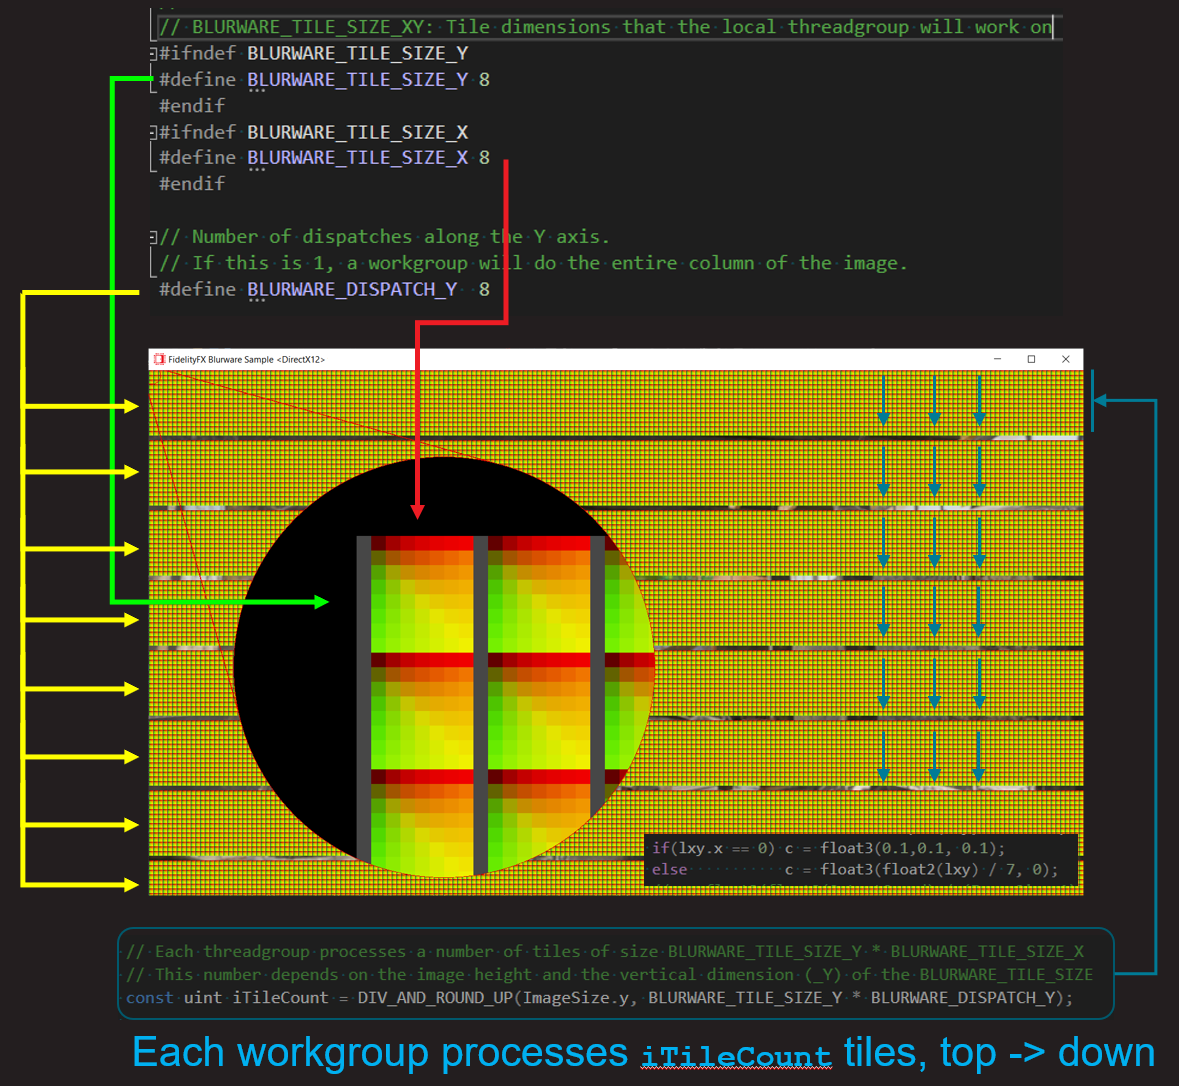 // BLURWARE_TILE_SIZE_XY: Tile dimensions that the local threadgroup will work on
#ifndef BLURWARE_TILE_SIZE_Y
#define BLURWARE_TILE_SIZE_Y 8
#endif
#ifndef BLURWARE_TILE_SIZE_X
#define BLURWARE_TILE_SIZE_X 8
#endif
// Number of dispatches along the Y axis.
// If this is 1, a workgroup will do the entire column of the image.
#define BLURWARE_DISPATCH_Y 8
FidelityFX Blurware Sample <DirectX12>
if(lxy.x == 0) c = float3(0.1,0.1, 0.1);
else c = float3(float2(lxy) / 7, 0);
// Each threadgroup processes a number of tiles of size BLURWARE_TILE_SIZE_Y * BLURWARE_TILE_SIZE_X
// This number depends on the image height and the vertical dimension (_Y) of the BLURWARE_TILE_SIZE
const uint iTileCount = DIV_AND_ROUND_UP(ImageSize.y, BLURWARE_TILE_SIZE_Y * BLURWARE_DISPATCH_Y);
Each workgroup processes iTileCount tiles, top -> down